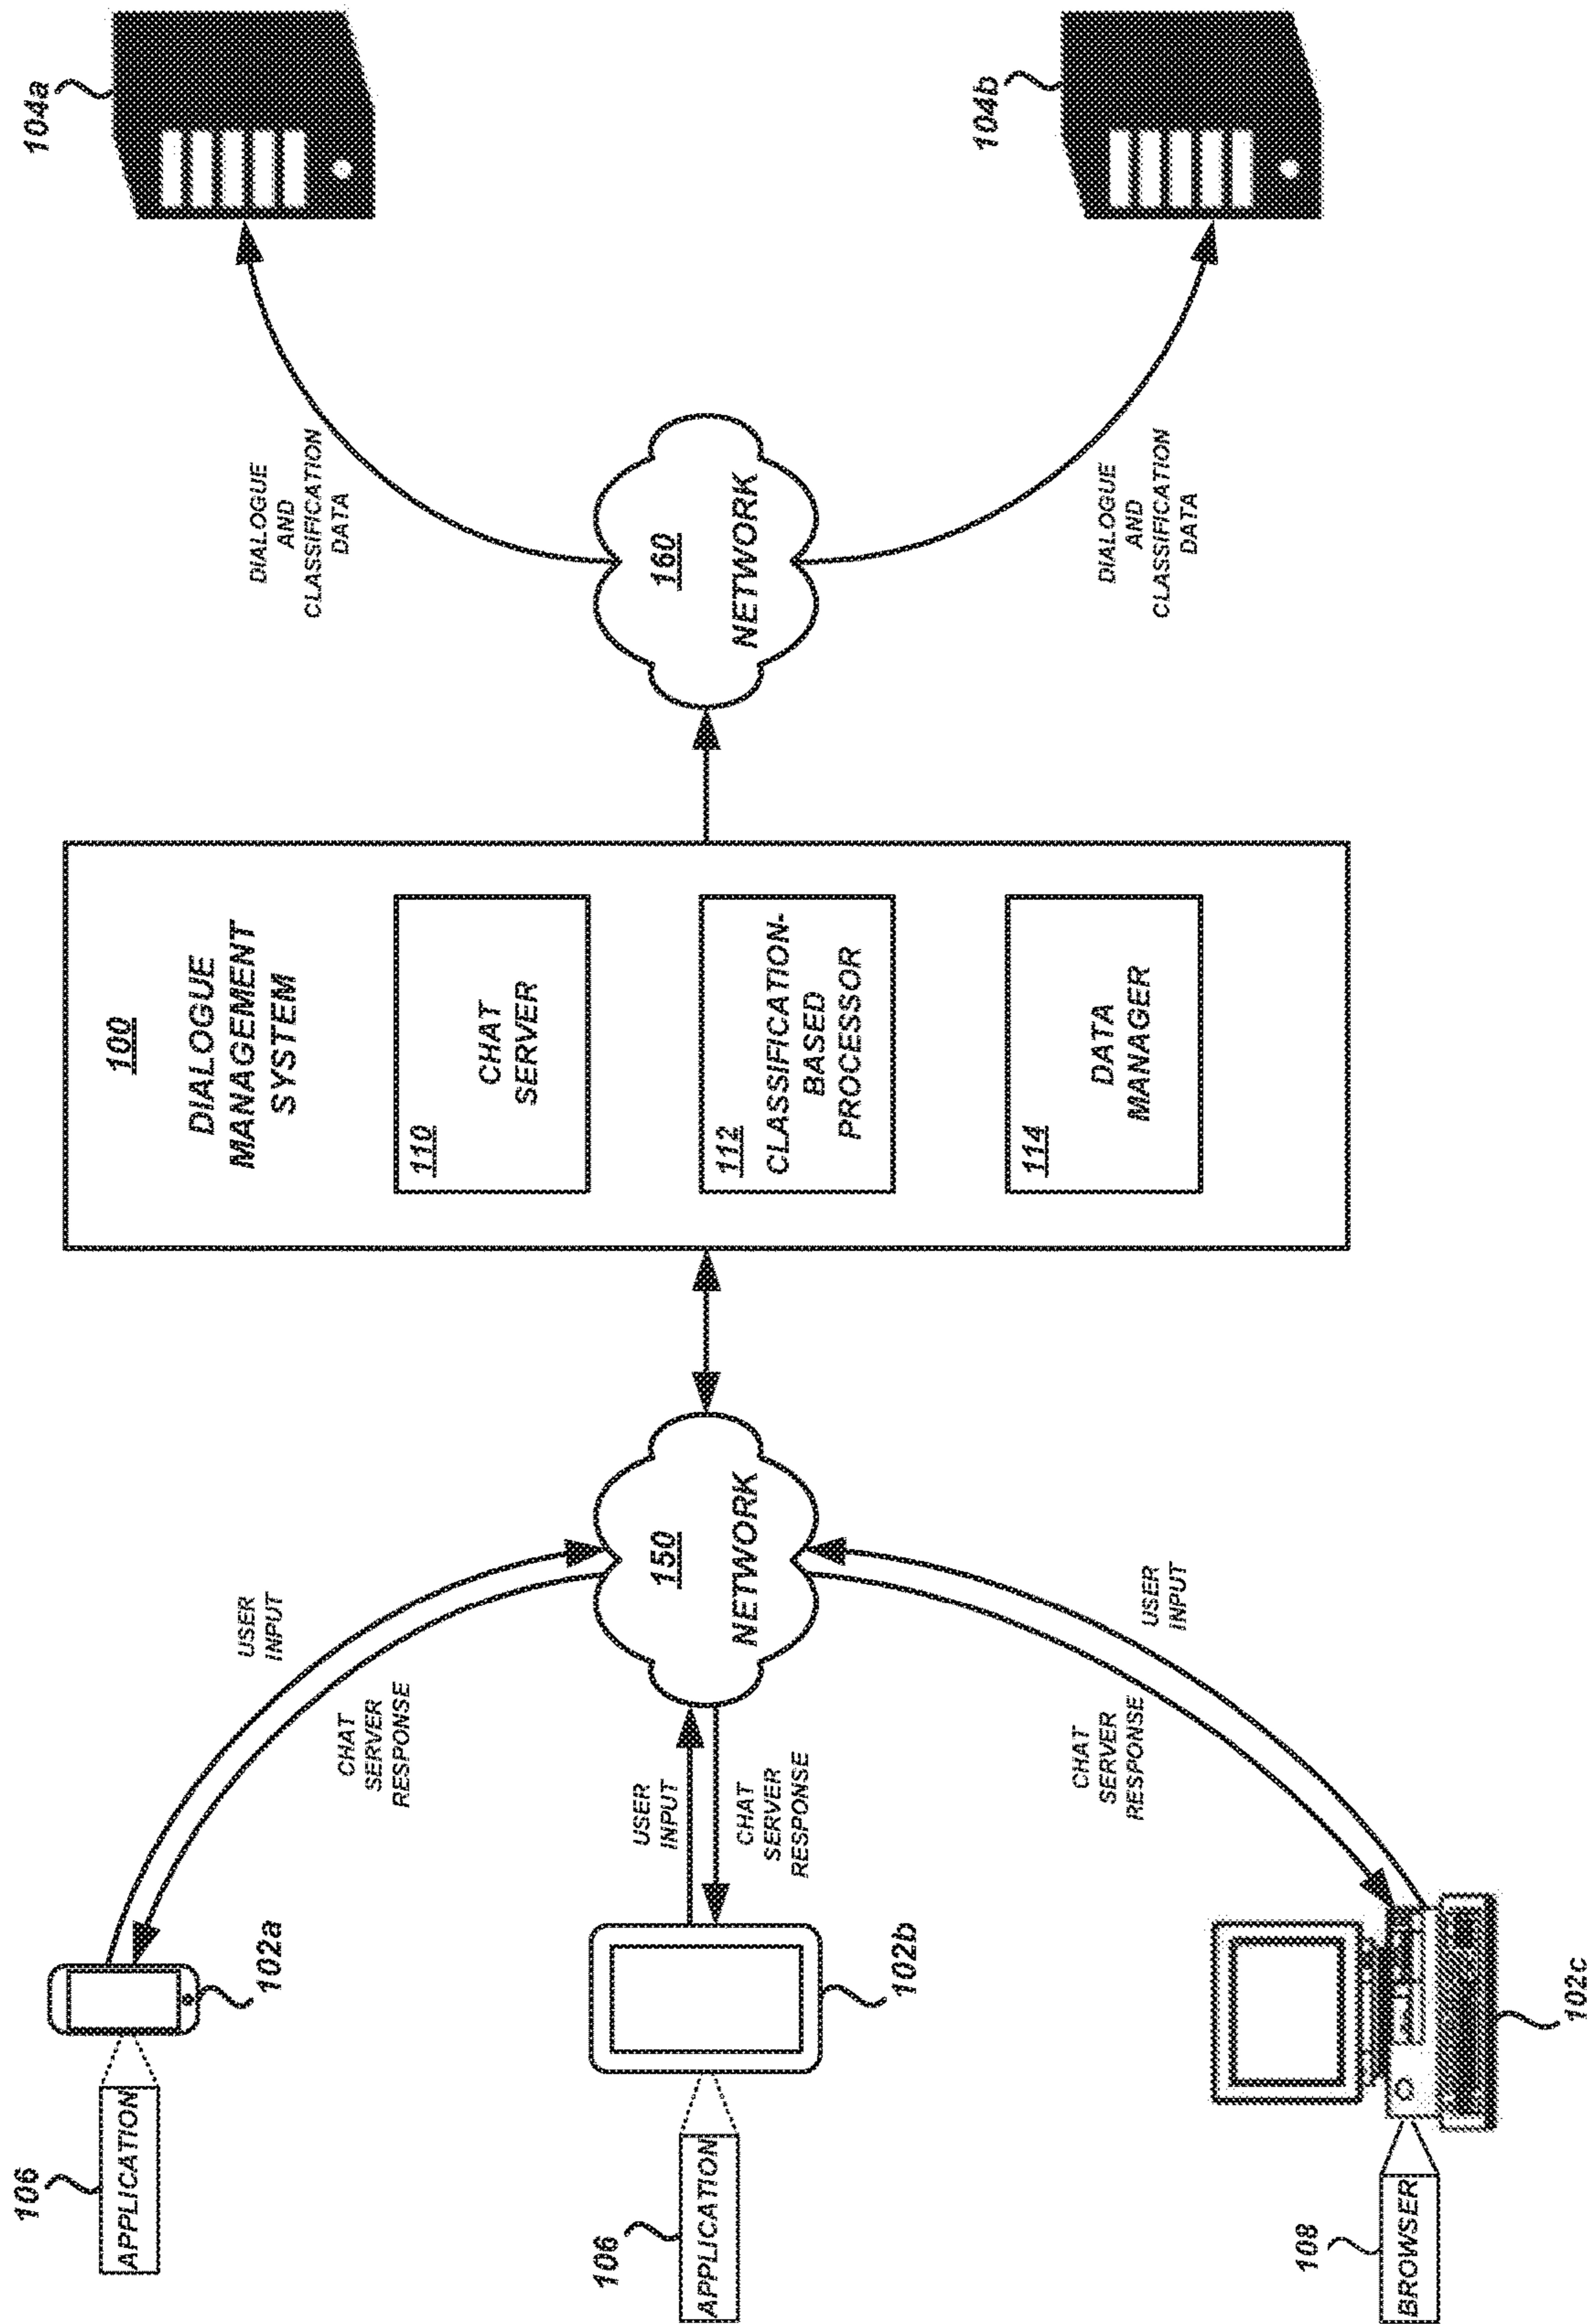 106
APPLICATION
102a
USER
INPUT
CHAT
SERVER
RESPONSE
106
APPLICATION
102b
USER
INPUT
CHAT
SERVER
RESPONSE
108
BROWSER
102c
USER
INPUT
CHAT
SERVER
RESPONSE
150
NETWORK
100
DIALOGUE
MANAGEMENT
SYSTEM
110
CHAT
SERVER
112
CLASSIFICATION-
BASED
PROCESSOR
114
DATA
MANAGER
160
NETWORK
DIALOGUE
AND
CLASSIFICATION
DATA
104a
DIALOGUE
AND
CLASSIFICATION
DATA
104b